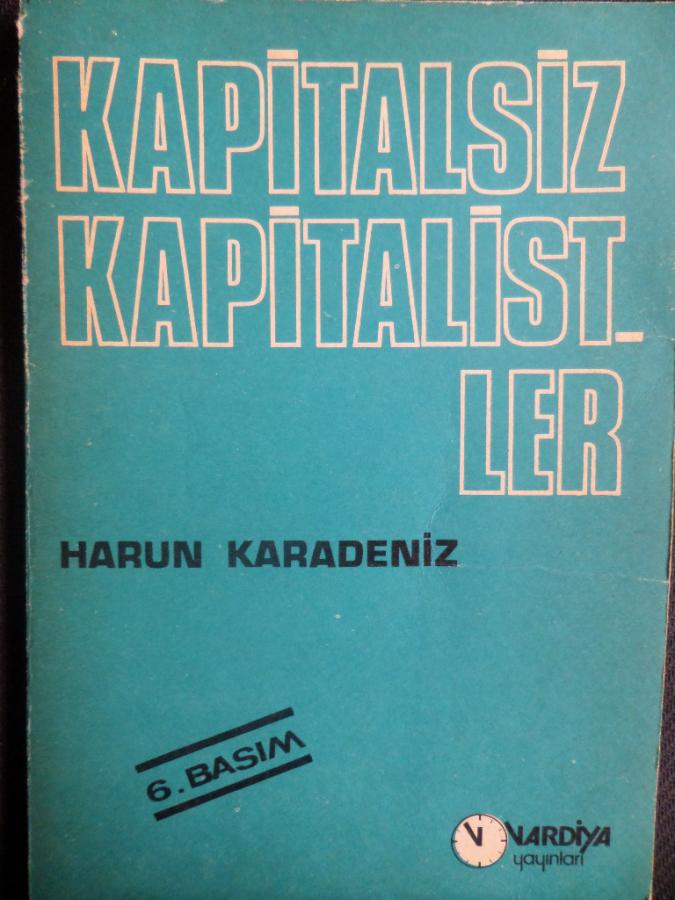 KAPİTALSİZ
KAPİTALİST-
LER
HARUN KARADENİZ
6. BASIM
V VARDİYA
yayınları